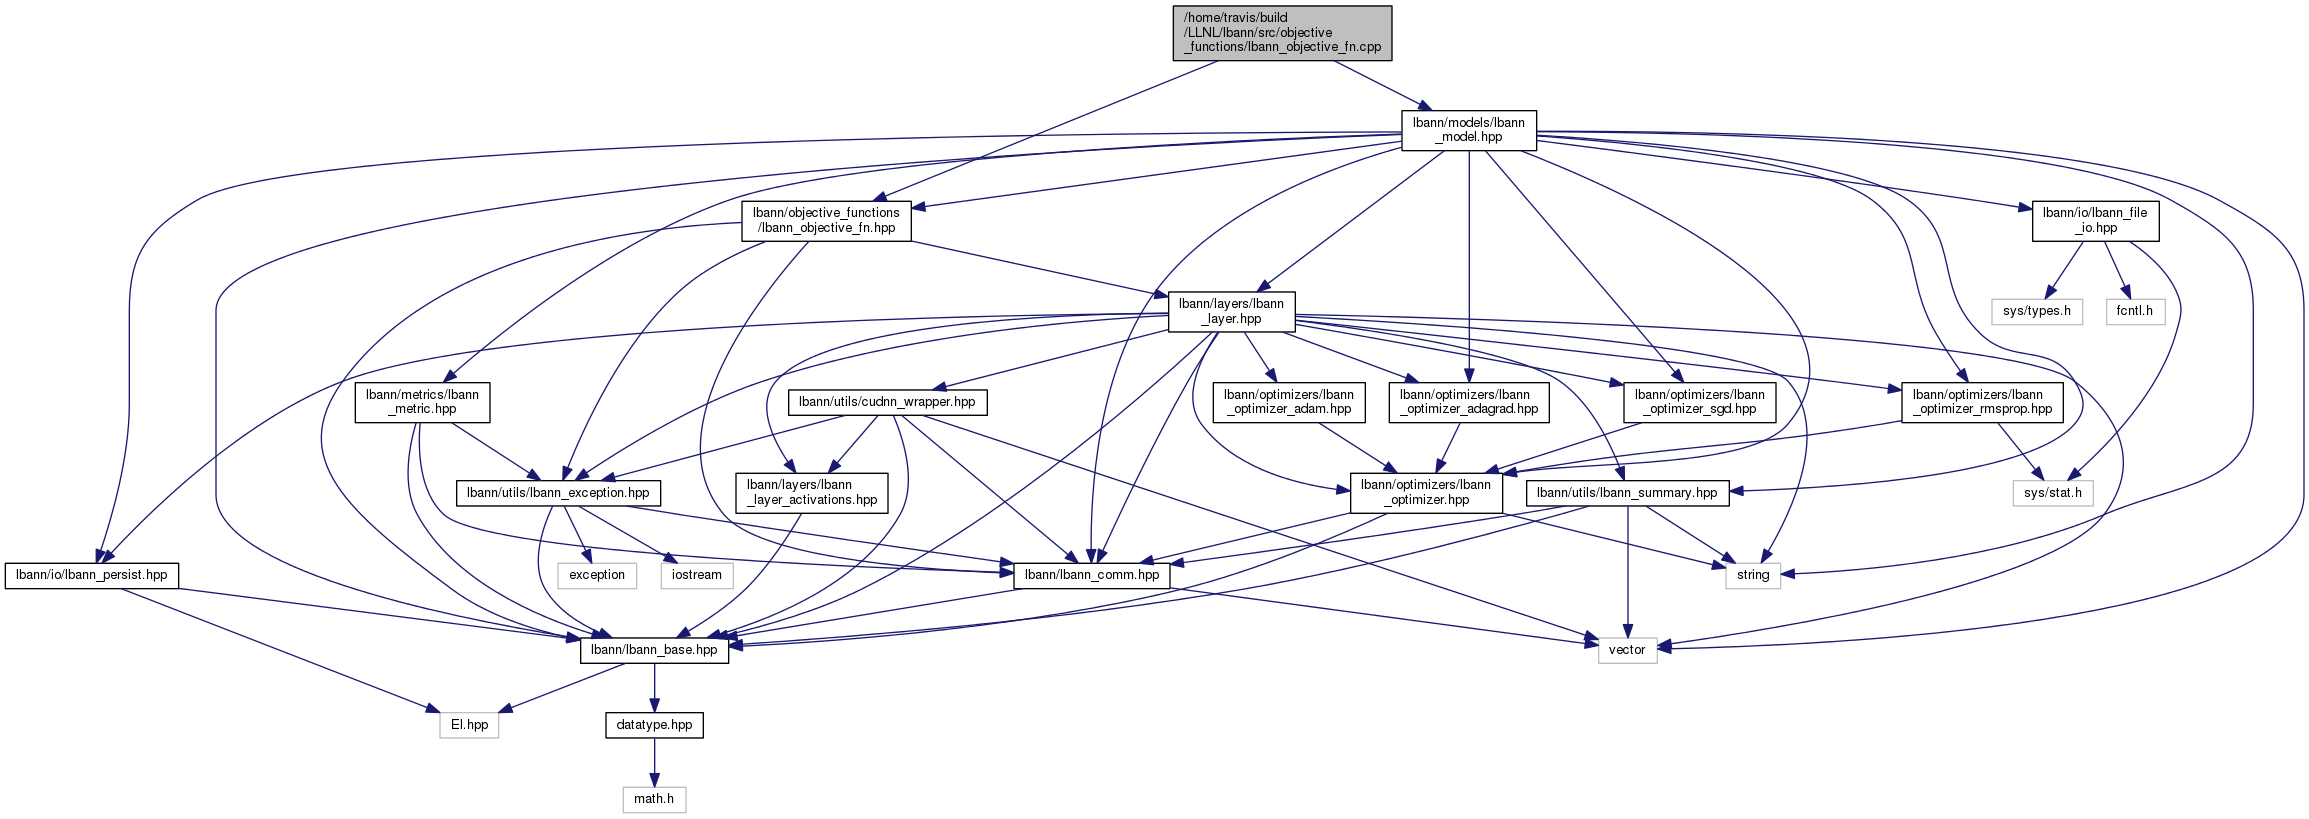 /home/travis/build
/LLNL/lbann/src/objective
_functions/lbann_objective_fn.cpp
lbann/models/lbann
_model.hpp
lbann/objective_functions
/lbann_objective_fn.hpp
lbann/io/lbann_file
_io.hpp
lbann/layers/lbann
_layer.hpp
sys/types.h
fcntl.h
lbann/metrics/lbann
_metric.hpp
lbann/utils/cudnn_wrapper.hpp
lbann/optimizers/lbann
_optimizer_adam.hpp
lbann/optimizers/lbann
_optimizer_adagrad.hpp
lbann/optimizers/lbann
_optimizer_sgd.hpp
lbann/optimizers/lbann
_optimizer_rmsprop.hpp
lbann/utils/lbann_exception.hpp
lbann/layers/lbann
_layer_activations.hpp
lbann/optimizers/lbann
_optimizer.hpp
lbann/utils/lbann_summary.hpp
sys/stat.h
lbann/io/lbann_persist.hpp
exception
iostream
lbann/lbann_comm.hpp
string
lbann/lbann_base.hpp
vector
El.hpp
datatype.hpp
math.h